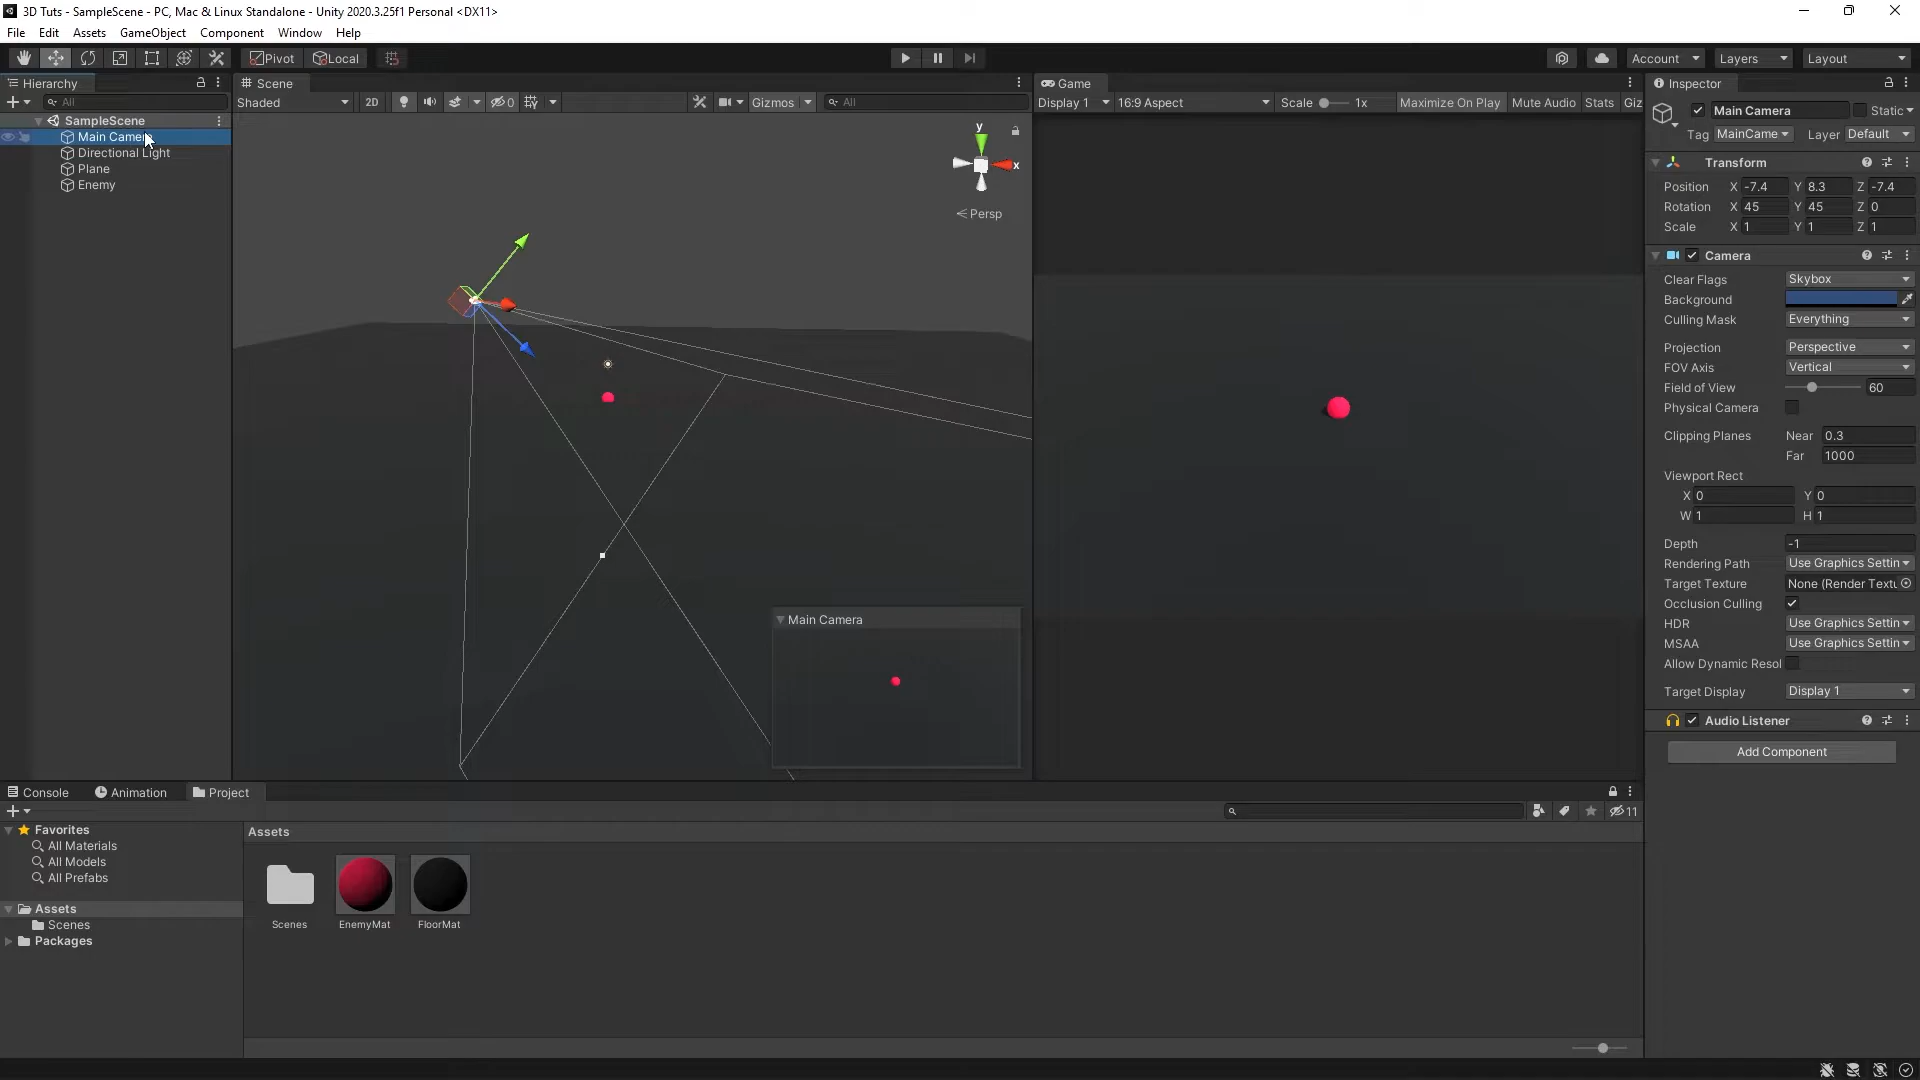 3D Tuts - SampleScene - PC, Mac & Linux Standalone - Unity 2020.3.25f1 Personal <DX11>
File Edit Assets GameObject Component Window Help
Pivot Local Account Layers Layout
Hierarchy
All
SampleScene
Main Camera
Directional Light
Plane
Enemy
Scene
Shaded 2D 0 Gizmos All
y
x
Persp
Main Camera
Game
Display 1 16:9 Aspect Scale 1x Maximize On Play Mute Audio Stats Giz
Inspector
Main Camera Static
Tag MainCame Layer Default
Transform
Position X -7.4 Y 8.3 Z -7.4
Rotation X 45 Y 45 Z 0
Scale X 1 Y 1 Z 1
Camera
Clear Flags Skybox
Background
Culling Mask Everything
Projection Perspective
FOV Axis Vertical
Field of View 60
Physical Camera
Clipping Planes Near 0.3
Far 1000
Viewport Rect
X 0 Y 0
W 1 H 1
Depth -1
Rendering Path Use Graphics Settin
Target Texture None (Render Textu
Occlusion Culling
HDR Use Graphics Settin
MSAA Use Graphics Settin
Allow Dynamic Resol
Target Display Display 1
Audio Listener
Add Component
Console Animation Project
11
Favorites
All Materials
All Models
All Prefabs
Assets
Scenes
Packages
Assets
Scenes EnemyMat FloorMat